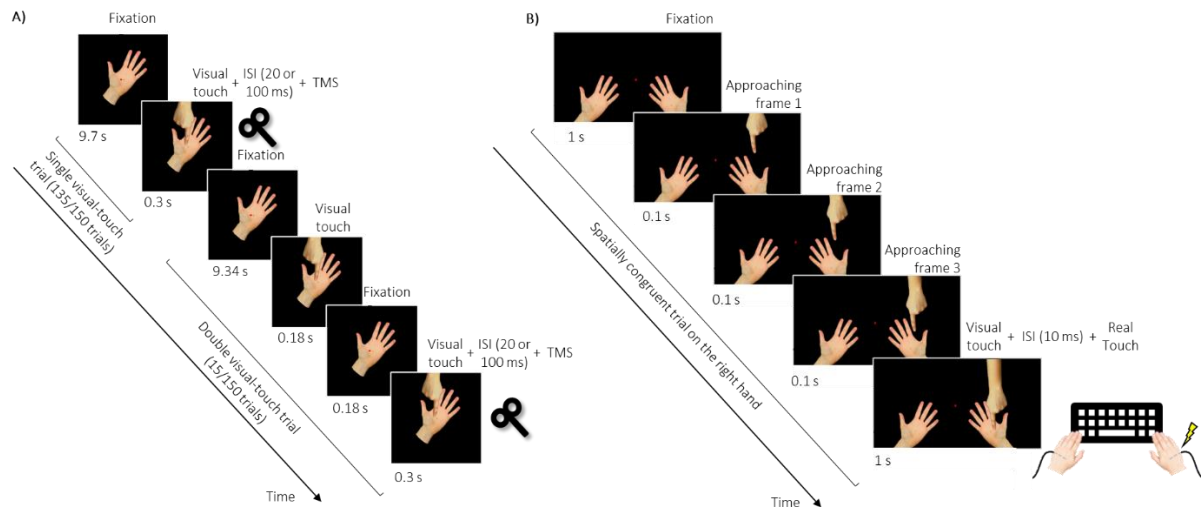 A)
Fixation
Visual
touch + ISI (20 or
100 ms) + TMS
9.7 s
0.3 s
Fixation
9.34 s
Visual
touch
0.18 s
Fixation
0.18 s
Visual
touch + ISI (20 or
100 ms) + TMS
0.3 s
Single visual-touch
trial (135/150 trials)
Double visual-touch trial
(15/150 trials)
Time
B)
Fixation
1 s
Approaching
frame 1
0.1 s
Approaching
frame 2
0.1 s
Approaching
frame 3
0.1 s
Visual
touch + ISI (10 ms) + Real
Touch
1 s
Spatially congruent trial on the right hand
Time